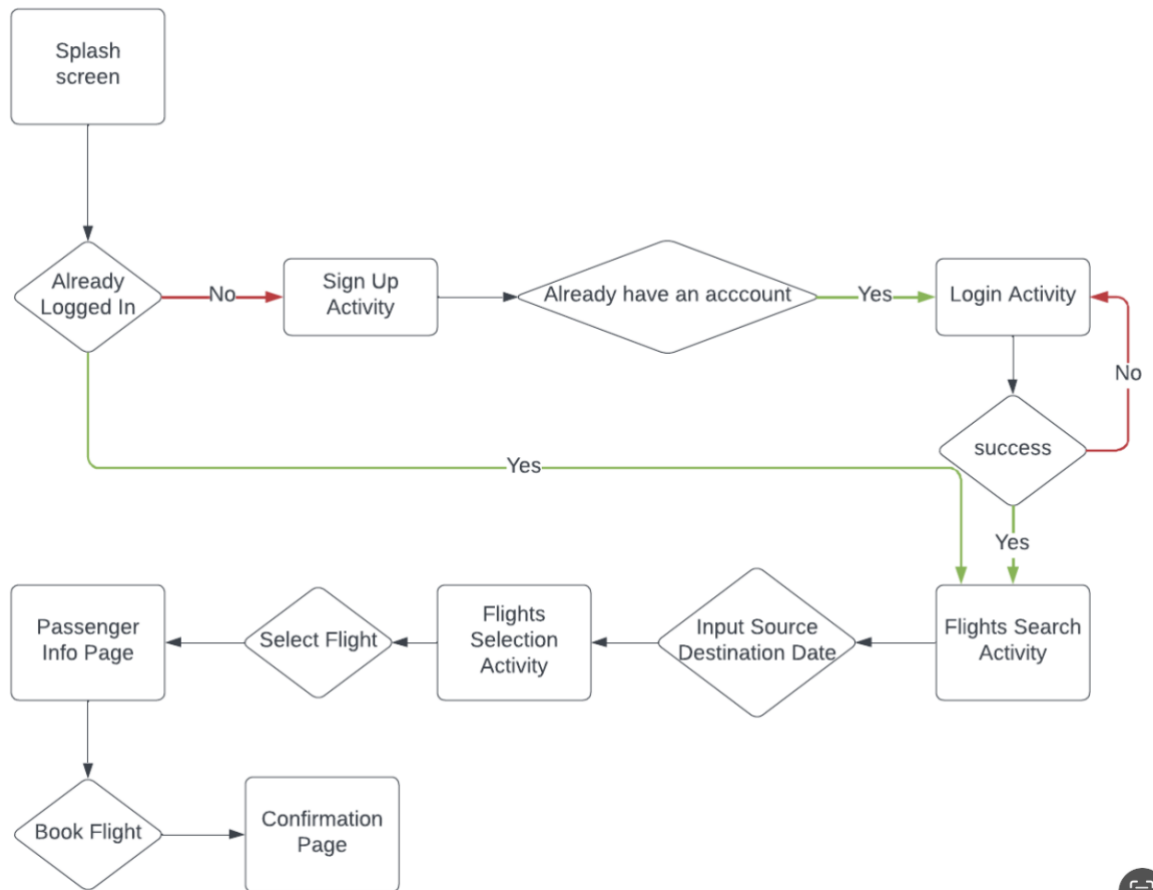 Splash
screen
Already
Logged In
No
Sign Up
Activity
Already have an acccount
Yes
Login Activity
No
success
Yes
Yes
Flights Search
Activity
Input Source
Destination Date
Flights
Selection
Activity
Select Flight
Passenger
Info Page
Book Flight
Confirmation
Page